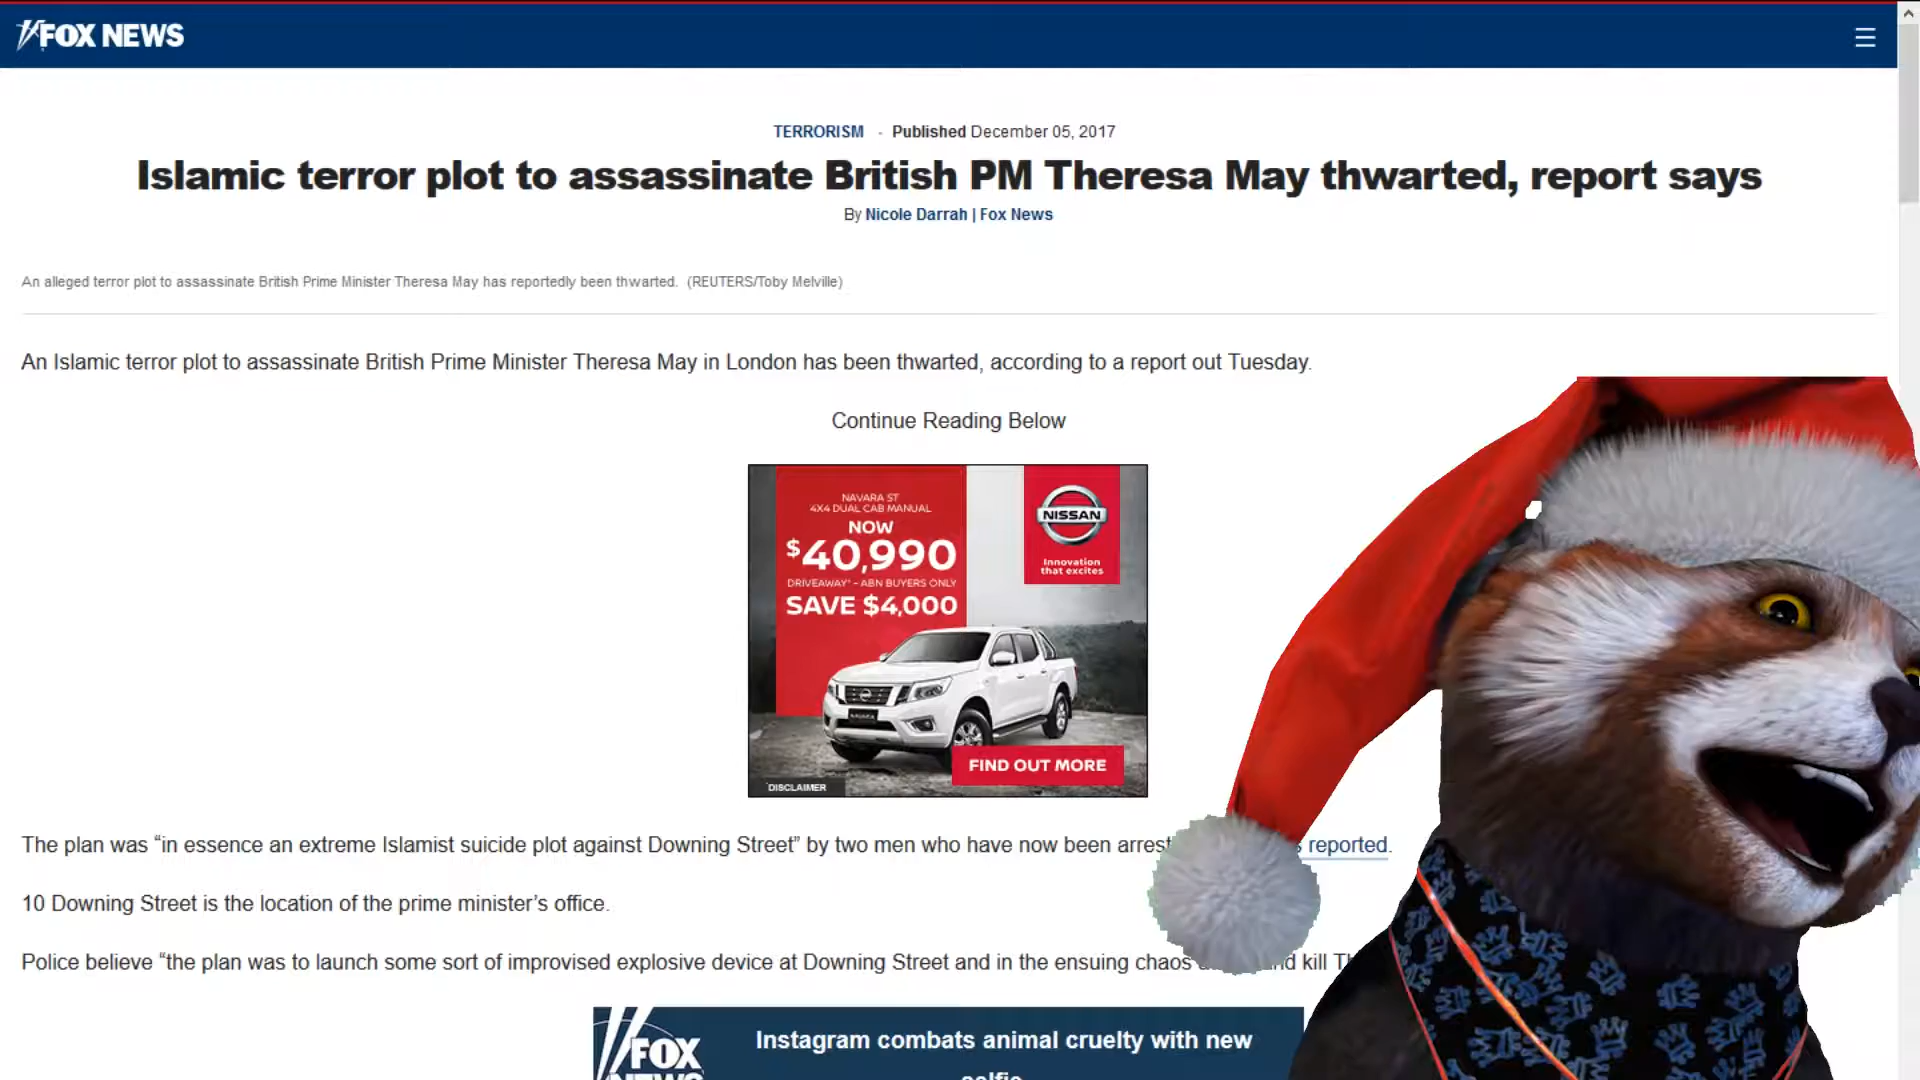 FOX NEWS
TERRORISM - Published December 05, 2017
Islamic terror plot to assassinate British PM Theresa May thwarted, report says
By Nicole Darrah | Fox News
An alleged terror plot to assassinate British Prime Minister Theresa May has reportedly been thwarted. (REUTERS/Toby Melville)
An Islamic terror plot to assassinate British Prime Minister Theresa May in London has been thwarted, according to a report out Tuesday.
Continue Reading Below
NAVARA ST
4X4 DUAL CAB MANUAL
NOW
$40,990
DRIVEAWAY* – ABN BUYERS ONLY
SAVE $4,000
NISSAN
Innovation
that excites
NAVARA
FIND OUT MORE
*DISCLAIMER
The plan was “in essence an extreme Islamist suicide plot against Downing Street” by two men who have now been arrest reported.
10 Downing Street is the location of the prime minister’s office.
Police believe “the plan was to launch some sort of improvised explosive device at Downing Street and in the ensuing chaos kill
FOX
NEWS
Instagram combats animal cruelty with new
selfie